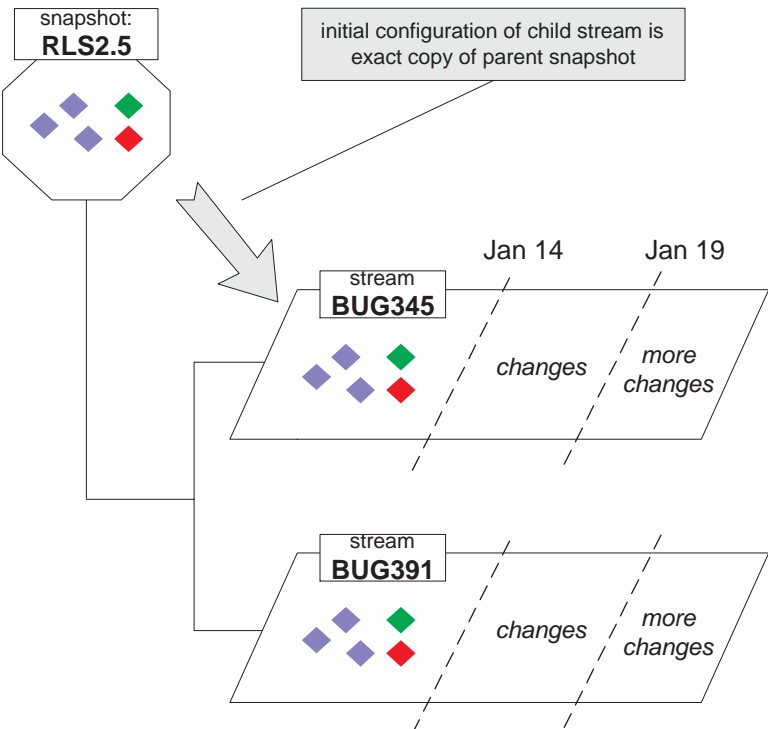 snapshot:
RLS2.5
initial configuration of child stream is
exact copy of parent snapshot
Jan 14
Jan 19
stream
BUG345
changes
more
changes
stream
BUG391
changes
more
changes